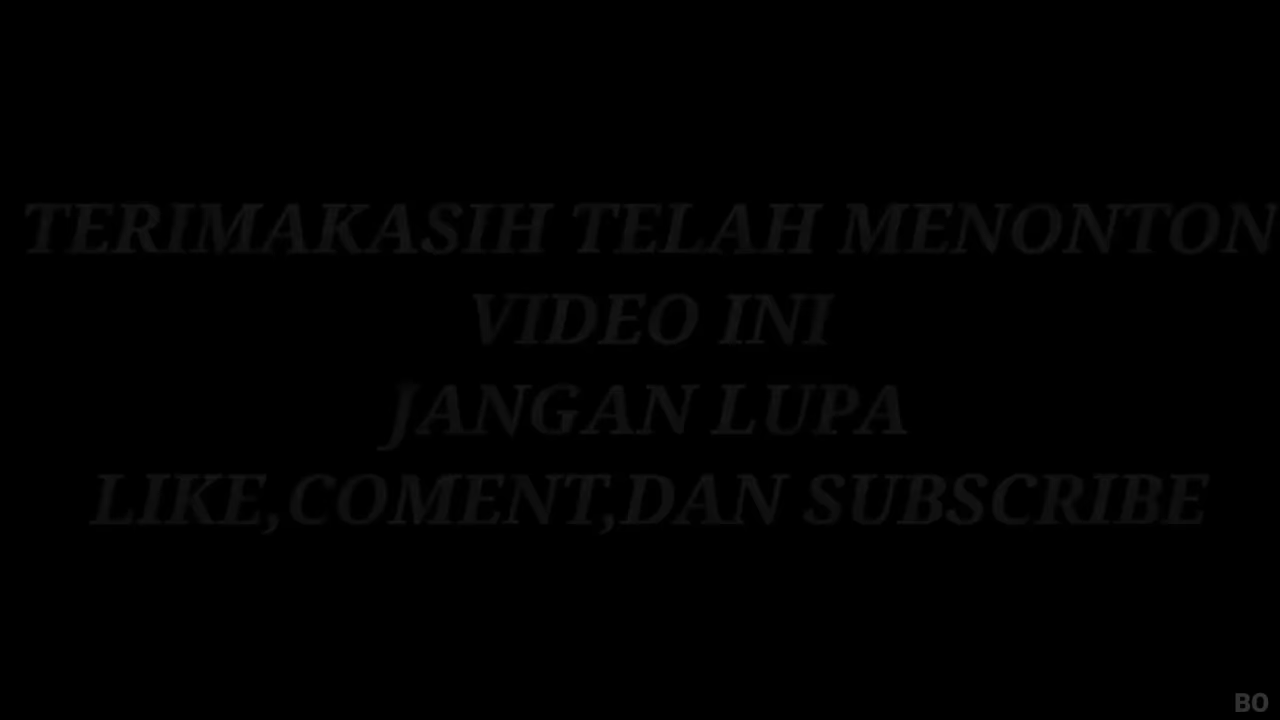 TERIMAKASIH TELAH MENONTON
VIDEO INI
JANGAN LUPA
LIKE,COMENT,DAN SUBSCRIBE
BO